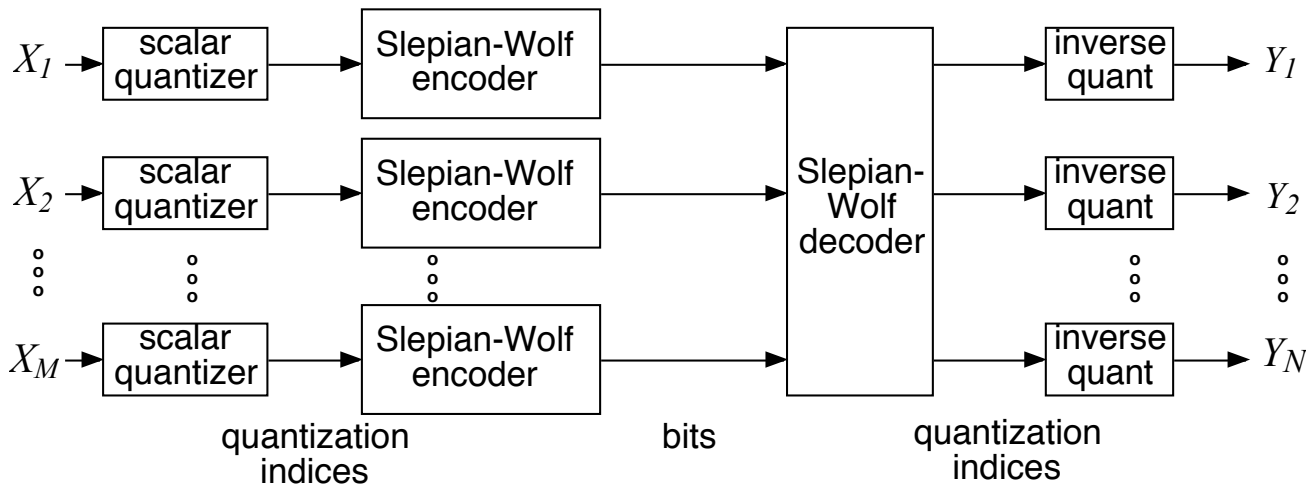 X1
scalar
quantizer
Slepian-Wolf
encoder
inverse
quant
Y1
X2
scalar
quantizer
Slepian-Wolf
encoder
Slepian-
Wolf
decoder
inverse
quant
Y2
XM
scalar
quantizer
Slepian-Wolf
encoder
inverse
quant
YN
quantization
indices
bits
quantization
indices